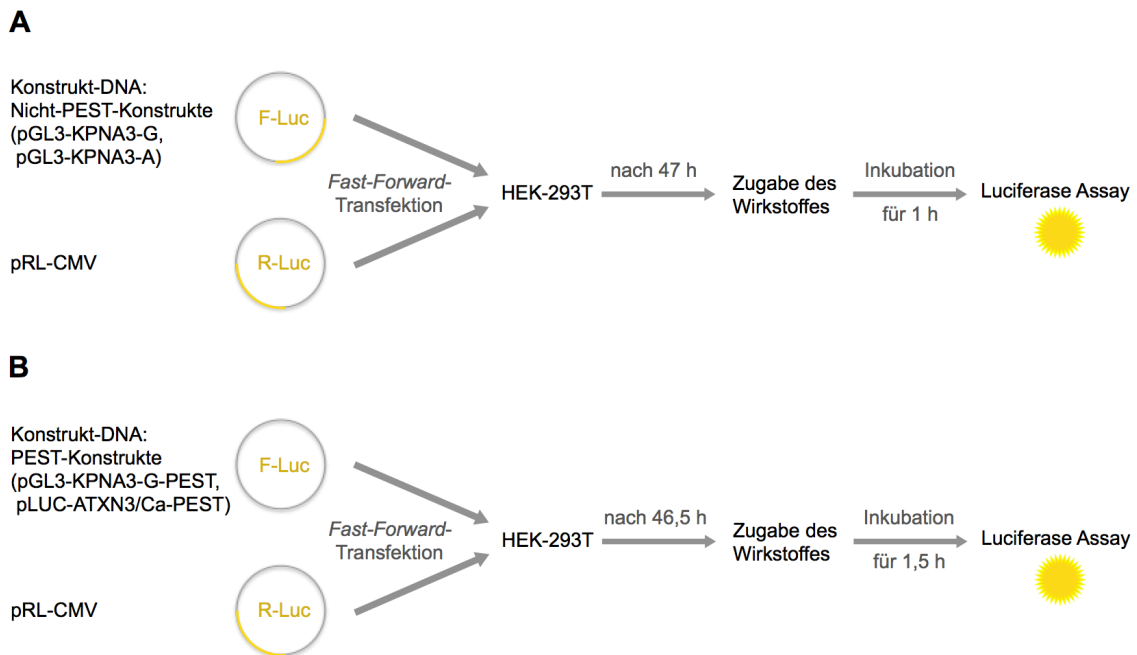 A
Konstrukt-DNA:
Nicht-PEST-Konstrukte
(pGL3-KPNA3-G,
pGL3-KPNA3-A)
F-Luc
Fast-Forward-
Transfektion
pRL-CMV
R-Luc
HEK-293T
nach 47 h
Zugabe des
Wirkstoffes
Inkubation
für 1 h
Luciferase Assay
B
Konstrukt-DNA:
PEST-Konstrukte
(pGL3-KPNA3-G-PEST,
pLUC-ATXN3/Ca-PEST)
F-Luc
Fast-Forward-
Transfektion
pRL-CMV
R-Luc
HEK-293T
nach 46,5 h
Zugabe des
Wirkstoffes
Inkubation
für 1,5 h
Luciferase Assay